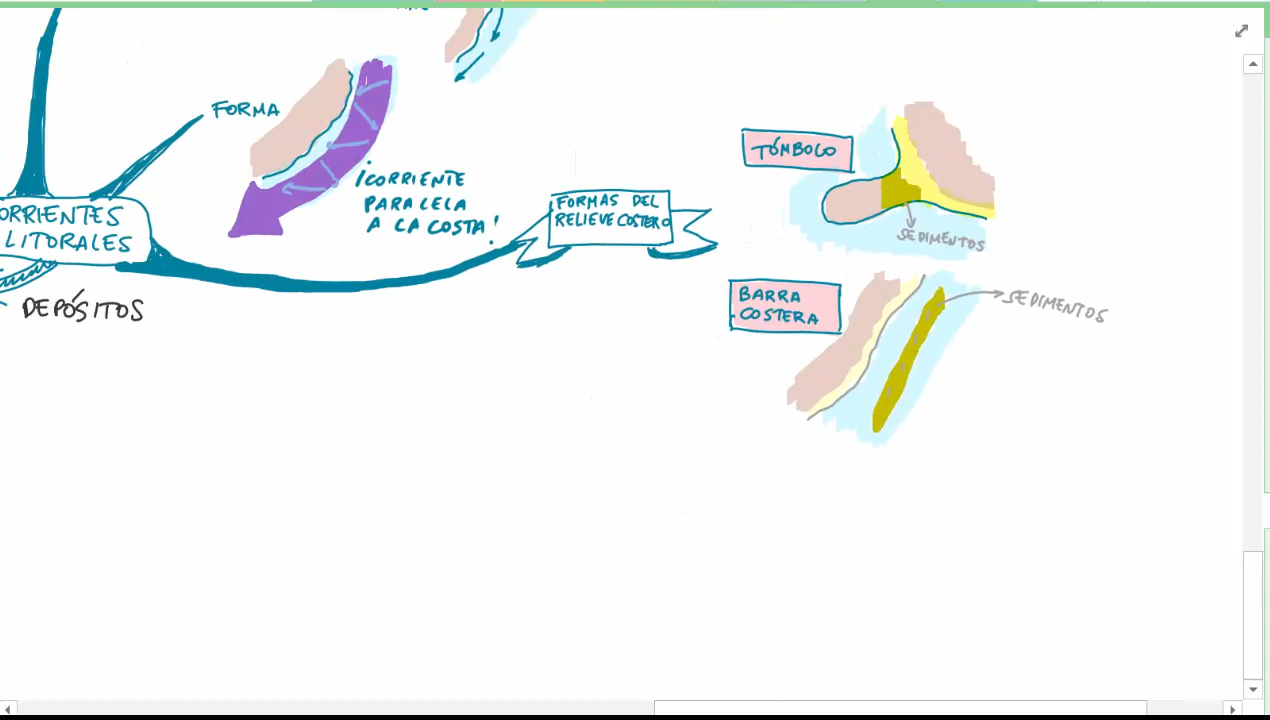 FORMA
¡CORRIENTE
PARALELA
A LA COSTA!
ORRIENTES
LITORALES
DEPÓSITOS
FORMAS DEL
RELIEVE COSTERO
TÓMBOLO
SEDIMENTOS
BARRA
COSTERA
SEDIMENTOS